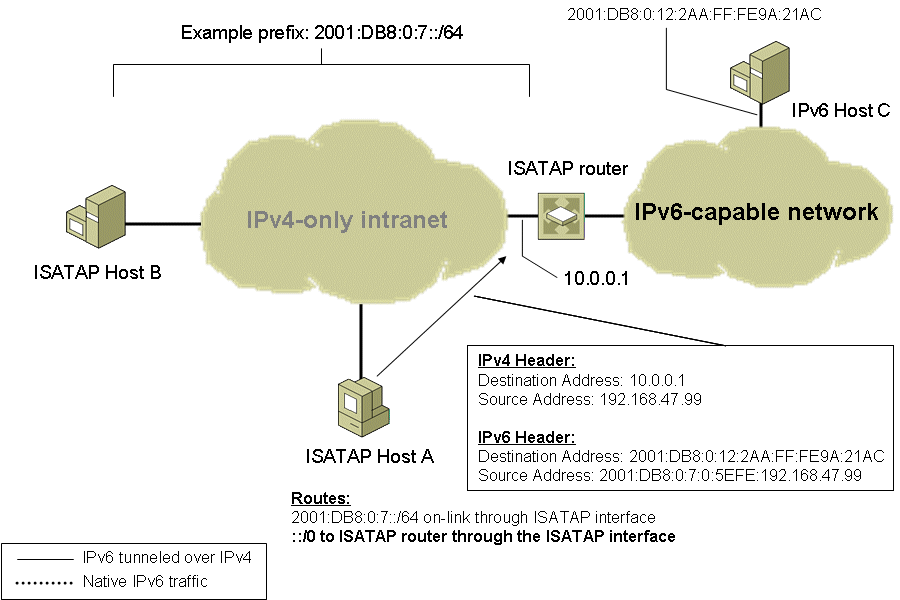 2001:DB8:0:12:2AA:FF:FE9A:21AC
Example prefix: 2001:DB8:0:7::/64
IPv6 Host C
ISATAP router
IPv4-only intranet
IPv6-capable network
ISATAP Host B
10.0.0.1
IPv4 Header:
Destination Address: 10.0.0.1
Source Address: 192.168.47.99
IPv6 Header:
Destination Address: 2001:DB8:0:12:2AA:FF:FE9A:21AC
Source Address: 2001:DB8:0:7:0:5EFE:192.168.47.99
ISATAP Host A
Routes:
2001:DB8:0:7::/64 on-link through ISATAP interface
::/0 to ISATAP router through the ISATAP interface
IPv6 tunneled over IPv4
Native IPv6 traffic